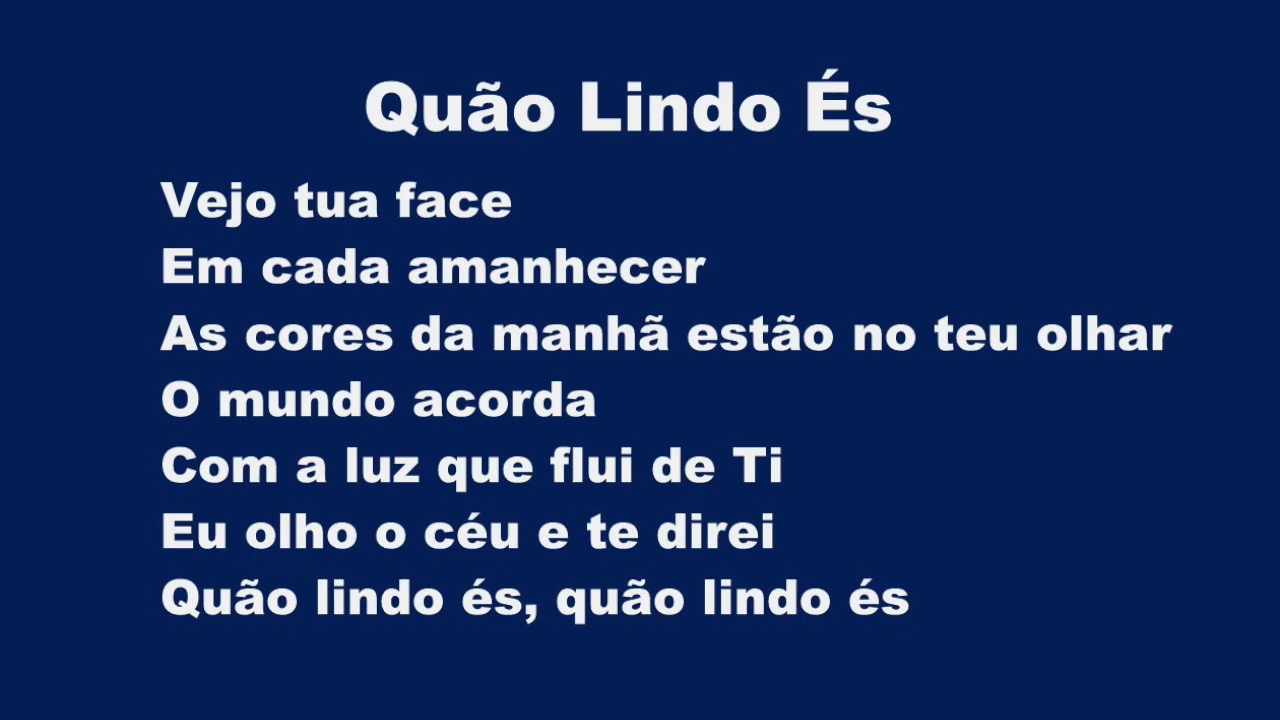 Quão Lindo És
Vejo tua face
Em cada amanhecer
As cores da manhã estão no teu olhar
O mundo acorda
Com a luz que flui de Ti
Eu olho o céu e te direi
Quão lindo és, quão lindo és